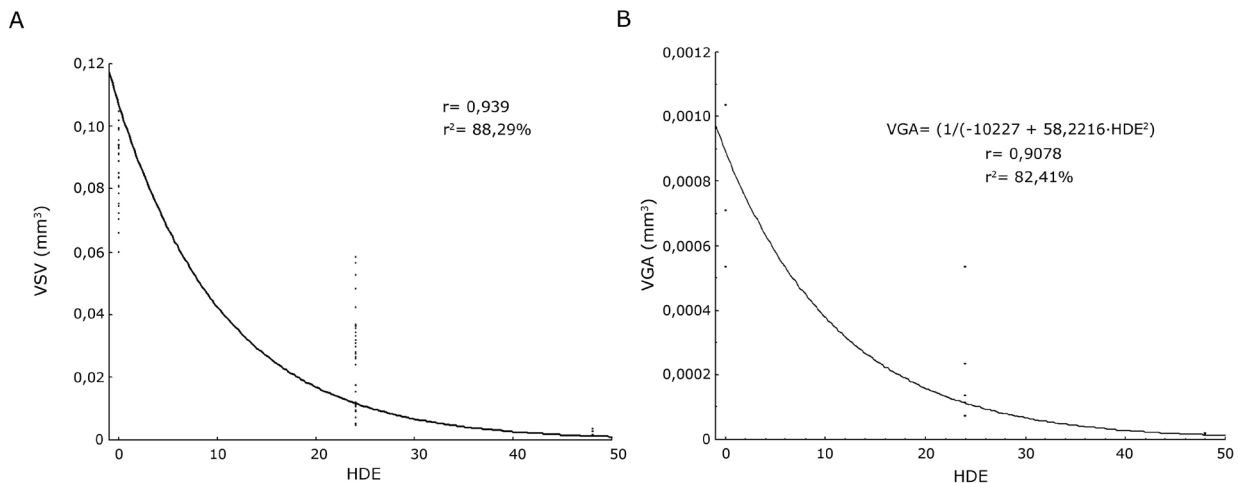 A
0,12
0,10
0,08
0,06
0,04
0,02
0
VSV (mm³)
r= 0,939
r²= 88,29%
0 10 20 30 40 50
HDE
B
0,0012
0,0010
0,0008
0,0006
0,0004
0,0002
0
VGA (mm³)
VGA= (1/(-10227 + 58,2216·HDE²)
r= 0,9078
r²= 82,41%
0 10 20 30 40 50
HDE